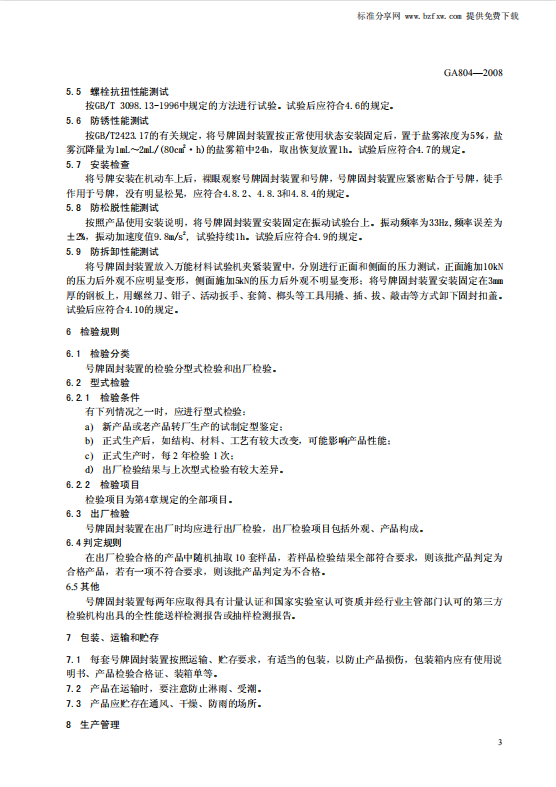 标准分享网 www.bzfxw.com 提供免费下载
GA804—2008
5.5 螺栓抗扭性能测试
按GB/T 3098.13-1996中规定的方法进行试验。试验后应符合4.6的规定。
5.6 防锈性能测试
按GB/T2423.17的有关规定，将号牌固封装置按正常使用状态安装固定后，置于盐雾浓度为5%，盐
雾沉降量为1mL～2mL/(80cm²·h)的盐雾箱中24h，取出恢复放置1h。试验后应符合4.7的规定。
5.7 安装检查
将号牌安装在机动车上后，裸眼观察号牌固封装置和号牌，号牌固封装置应紧密贴合于号牌，徒手
作用于号牌，没有明显松晃，应符合4.8.2、4.8.3和4.8.4的规定。
5.8 防松脱性能测试
按照产品使用安装说明，将号牌固封装置安装固定在振动试验台上。振动频率为33Hz,频率误差为
±2%，振动加速度值9.8m/s²，试验持续1h。试验后应符合4.9的规定。
5.9 防拆卸性能测试
将号牌固封装置放入万能材料试验机夹紧装置中，分别进行正面和侧面的压力测试，正面施加10kN
的压力后外观不应明显变形，侧面施加5kN的压力后外观不明显变形；将号牌固封装置安装固定在3mm
厚的钢板上，用螺丝刀、钳子、活动扳手、套筒、榔头等工具用撬、插、拔、敲击等方式卸下固封扣盖。
试验后应符合4.10的规定。
6 检验规则
6.1 检验分类
号牌固封装置的检验分型式检验和出厂检验。
6.2 型式检验
6.2.1 检验条件
有下列情况之一时，应进行型式检验：
a) 新产品或老产品转厂生产的试制定型鉴定；
b) 正式生产后，如结构、材料、工艺有较大改变，可能影响产品性能；
c) 正式生产时，每2年检验1次；
d) 出厂检验结果与上次型式检验有较大差异。
6.2.2 检验项目
检验项目为第4章规定的全部项目。
6.3 出厂检验
号牌固封装置在出厂时均应进行出厂检验，出厂检验项目包括外观、产品构成。
6.4判定规则
在出厂检验合格的产品中随机抽取10套样品，若样品检验结果全部符合要求，则该批产品判定为
合格产品，若有一项不符合要求，则该批产品判定为不合格。
6.5其他
号牌固封装置每两年应取得具有计量认证和国家实验室认可资质并经行业主管部门认可的第三方
检验机构出具的全性能送样检测报告或抽样检测报告。
7 包装、运输和贮存
7.1 每套号牌固封装置按照运输、贮存要求，有适当的包装，以防止产品损伤，包装箱内应有使用说
明书、产品检验合格证、装箱单等。
7.2 产品在运输时，要注意防止淋雨、受潮。
7.3 产品应贮存在通风、干燥、防雨的场所。
8 生产管理
3